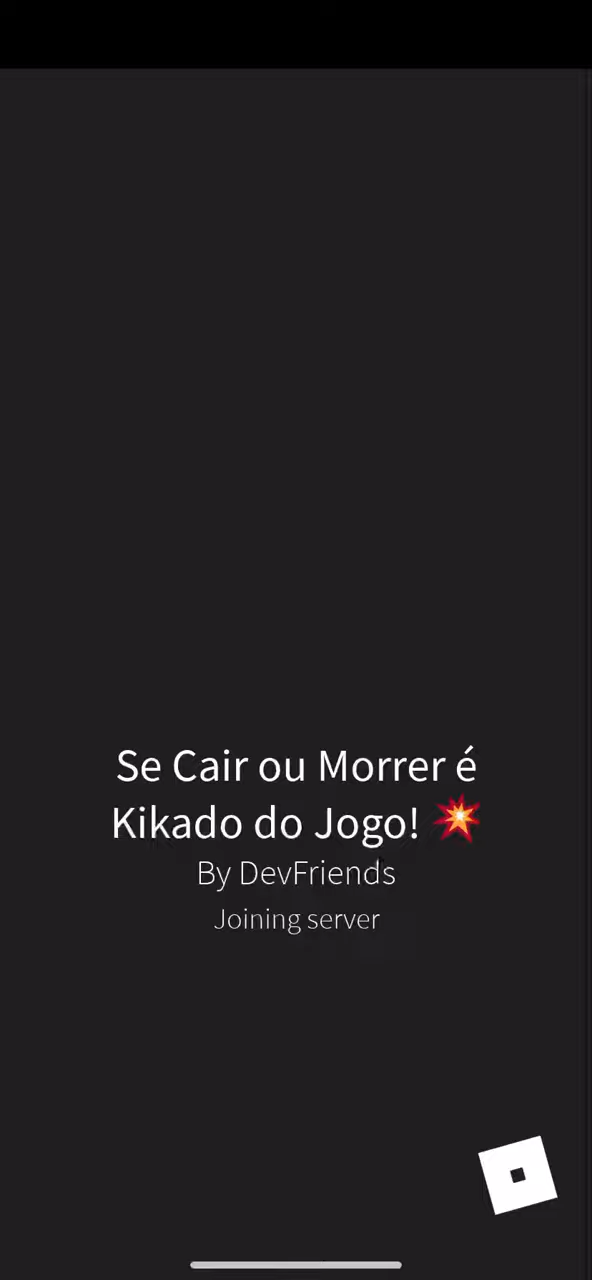 Se Cair ou Morrer é
Kikado do Jogo! 💥
By DevFriends
Joining server